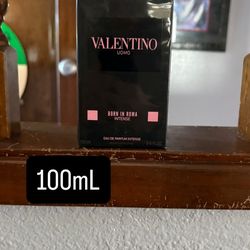 VALENTINO
UOMO
BORN IN ROMA
INTENSE
EAU DE PARFUM INTENSE
100mL